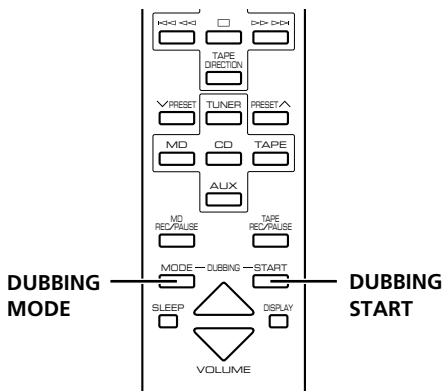 TAPE
DIRECTION
PRESET TUNER PRESET
MD CD TAPE
AUX
MD
REC/PAUSE
TAPE
REC/PAUSE
MODE — DUBBING — START
DUBBING
MODE
DUBBING
START
SLEEP DISPLAY
VOLUME